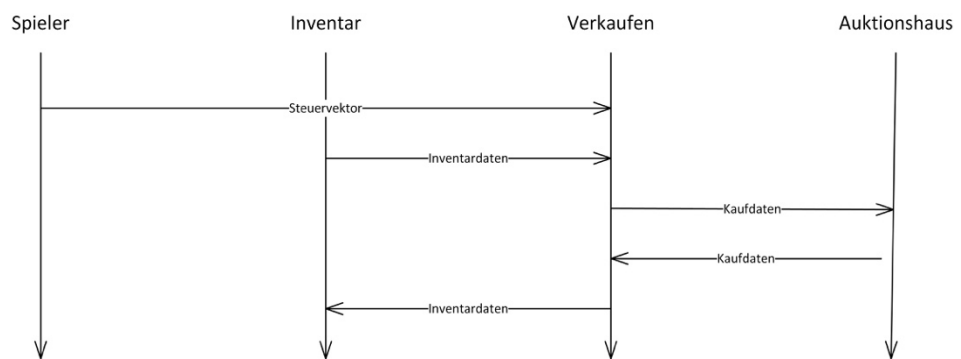 Spieler Inventar Verkaufen Auktionshaus
Steuervektor
Inventardaten
Kaufdaten
Kaufdaten
Inventardaten